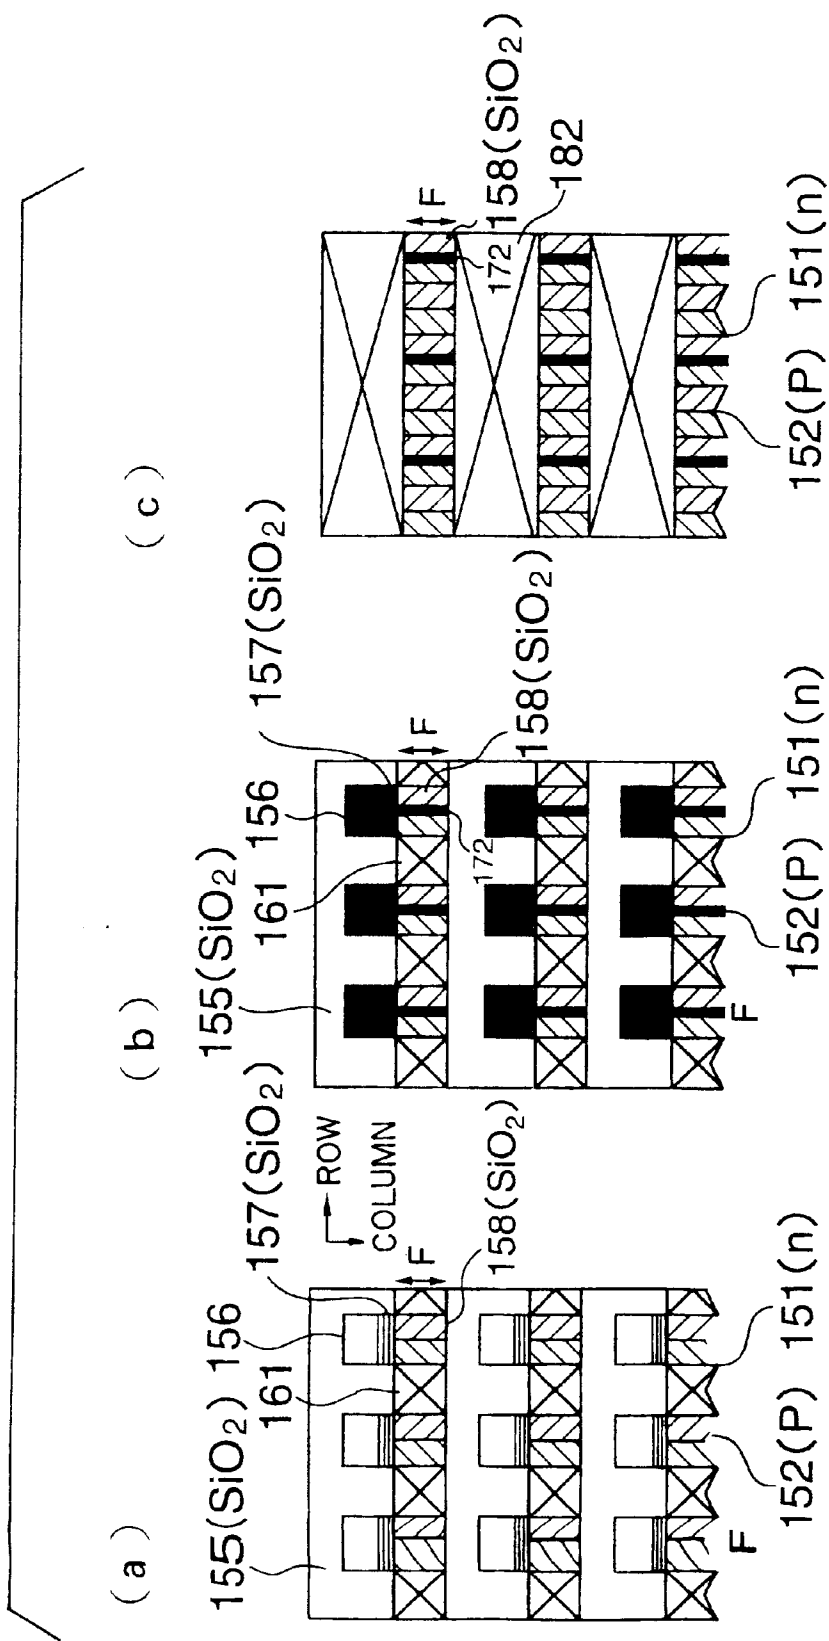 (a)
155(SiO2)
161
156
157(SiO2)
F
158(SiO2)
F
152(P)
151(n)
ROW
COLUMN
(b)
155(SiO2)
161
156
157(SiO2)
F
158(SiO2)
172
F
152(P)
151(n)
(c)
F
158(SiO2)
172
182
152(P)
151(n)